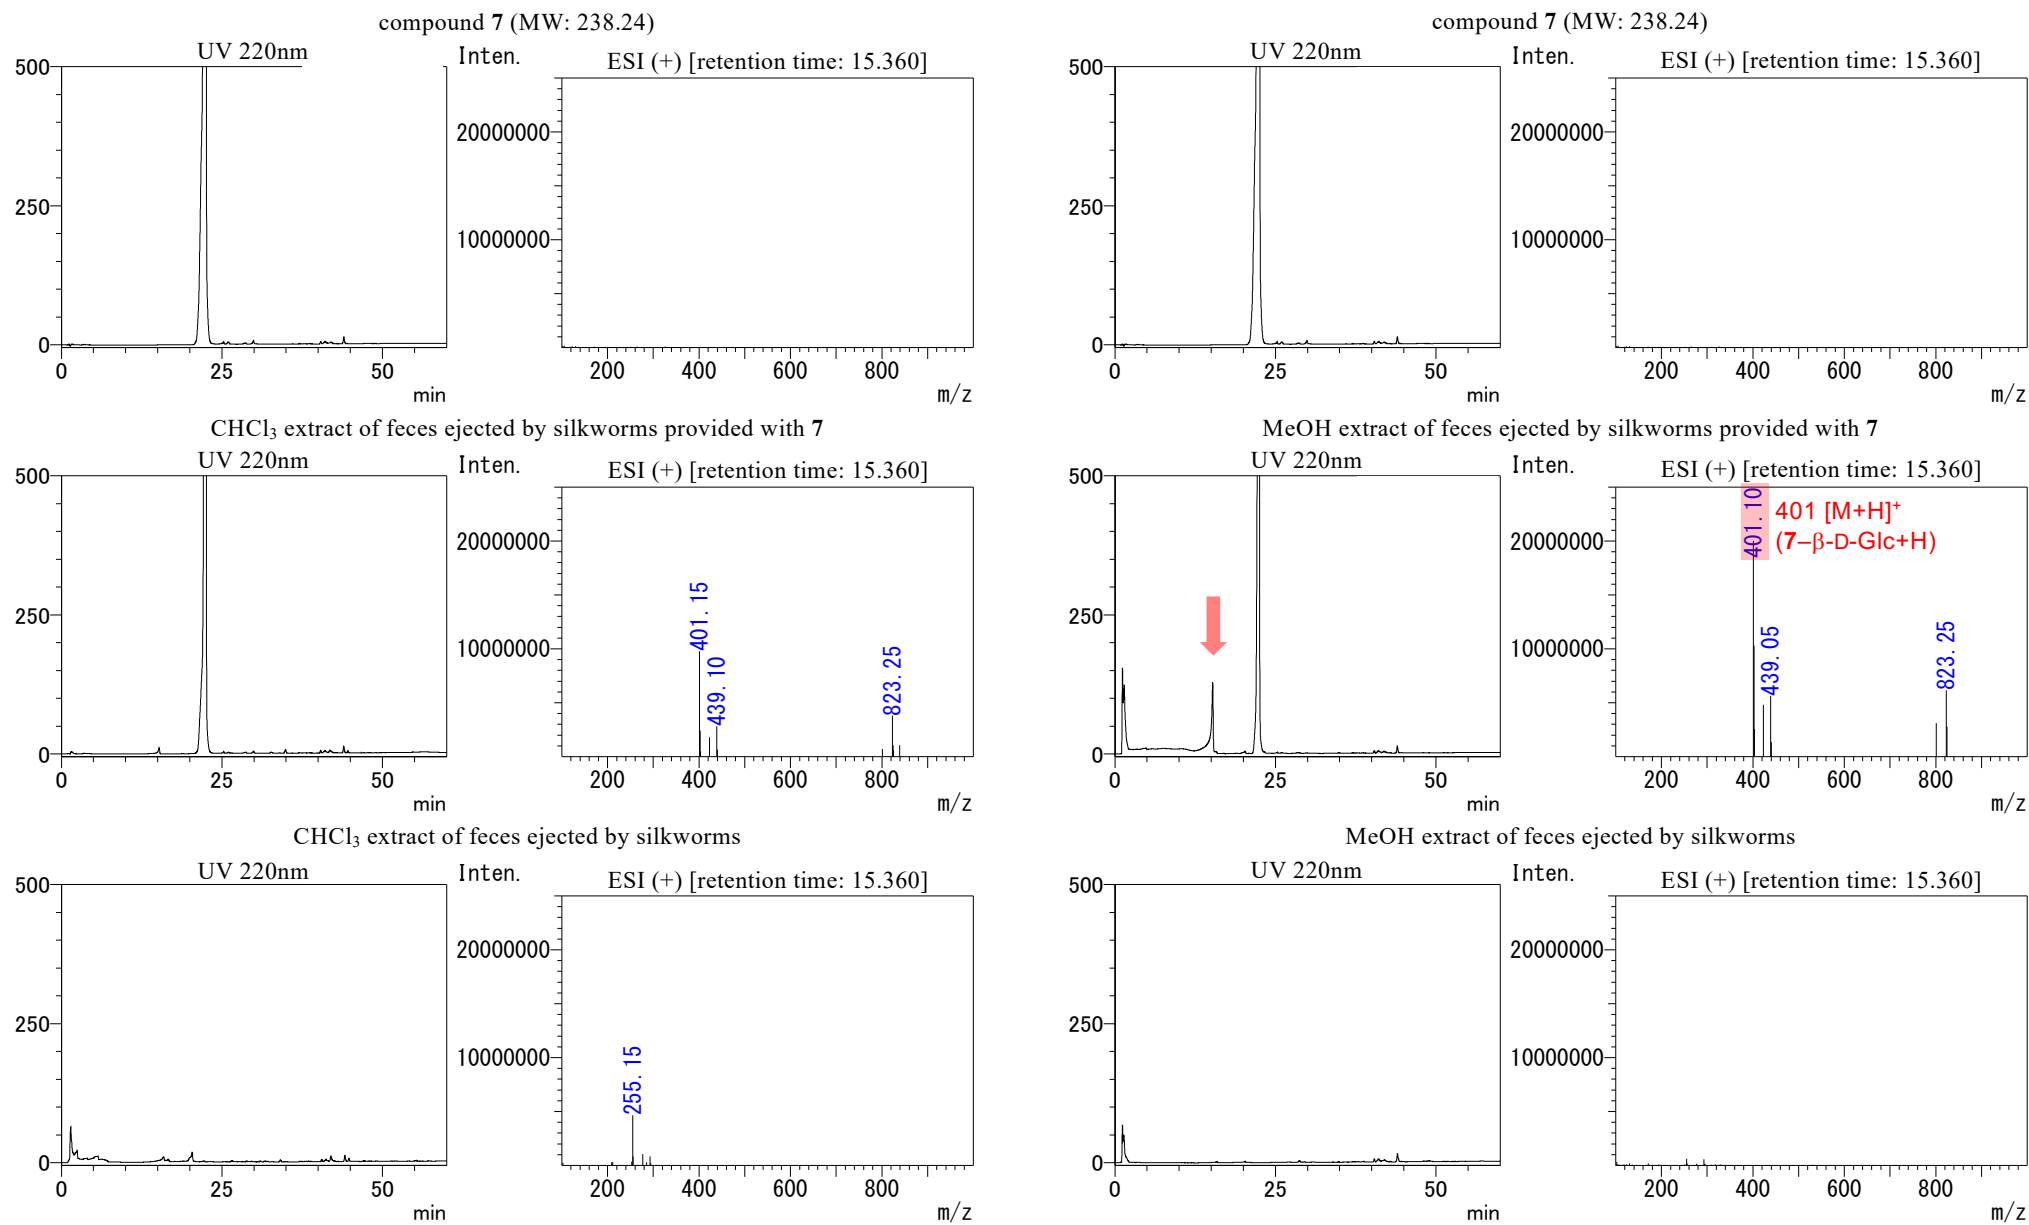 compound 7 (MW: 238.24)
UV 220nm
Inten.
ESI (+) [retention time: 15.360]
500
250
0
0 25 50
min
20000000
10000000
200 400 600 800
m/z
compound 7 (MW: 238.24)
UV 220nm
Inten.
ESI (+) [retention time: 15.360]
500
250
0
0 25 50
min
20000000
10000000
200 400 600 800
m/z
CHCl₃ extract of feces ejected by silkworms provided with 7
UV 220nm
Inten.
ESI (+) [retention time: 15.360]
500
250
0
0 25 50
min
20000000
10000000
401.15
439.10
823.25
200 400 600 800
m/z
MeOH extract of feces ejected by silkworms provided with 7
UV 220nm
Inten.
ESI (+) [retention time: 15.360]
500
250
0
0 25 50
min
20000000
10000000
401.10
401 [M+H]⁺
(7–β-D-Glc+H)
439.05
823.25
200 400 600 800
m/z
CHCl₃ extract of feces ejected by silkworms
UV 220nm
Inten.
ESI (+) [retention time: 15.360]
500
250
0
0 25 50
min
20000000
10000000
255.15
200 400 600 800
m/z
MeOH extract of feces ejected by silkworms
UV 220nm
Inten.
ESI (+) [retention time: 15.360]
500
250
0
0 25 50
min
20000000
10000000
200 400 600 800
m/z